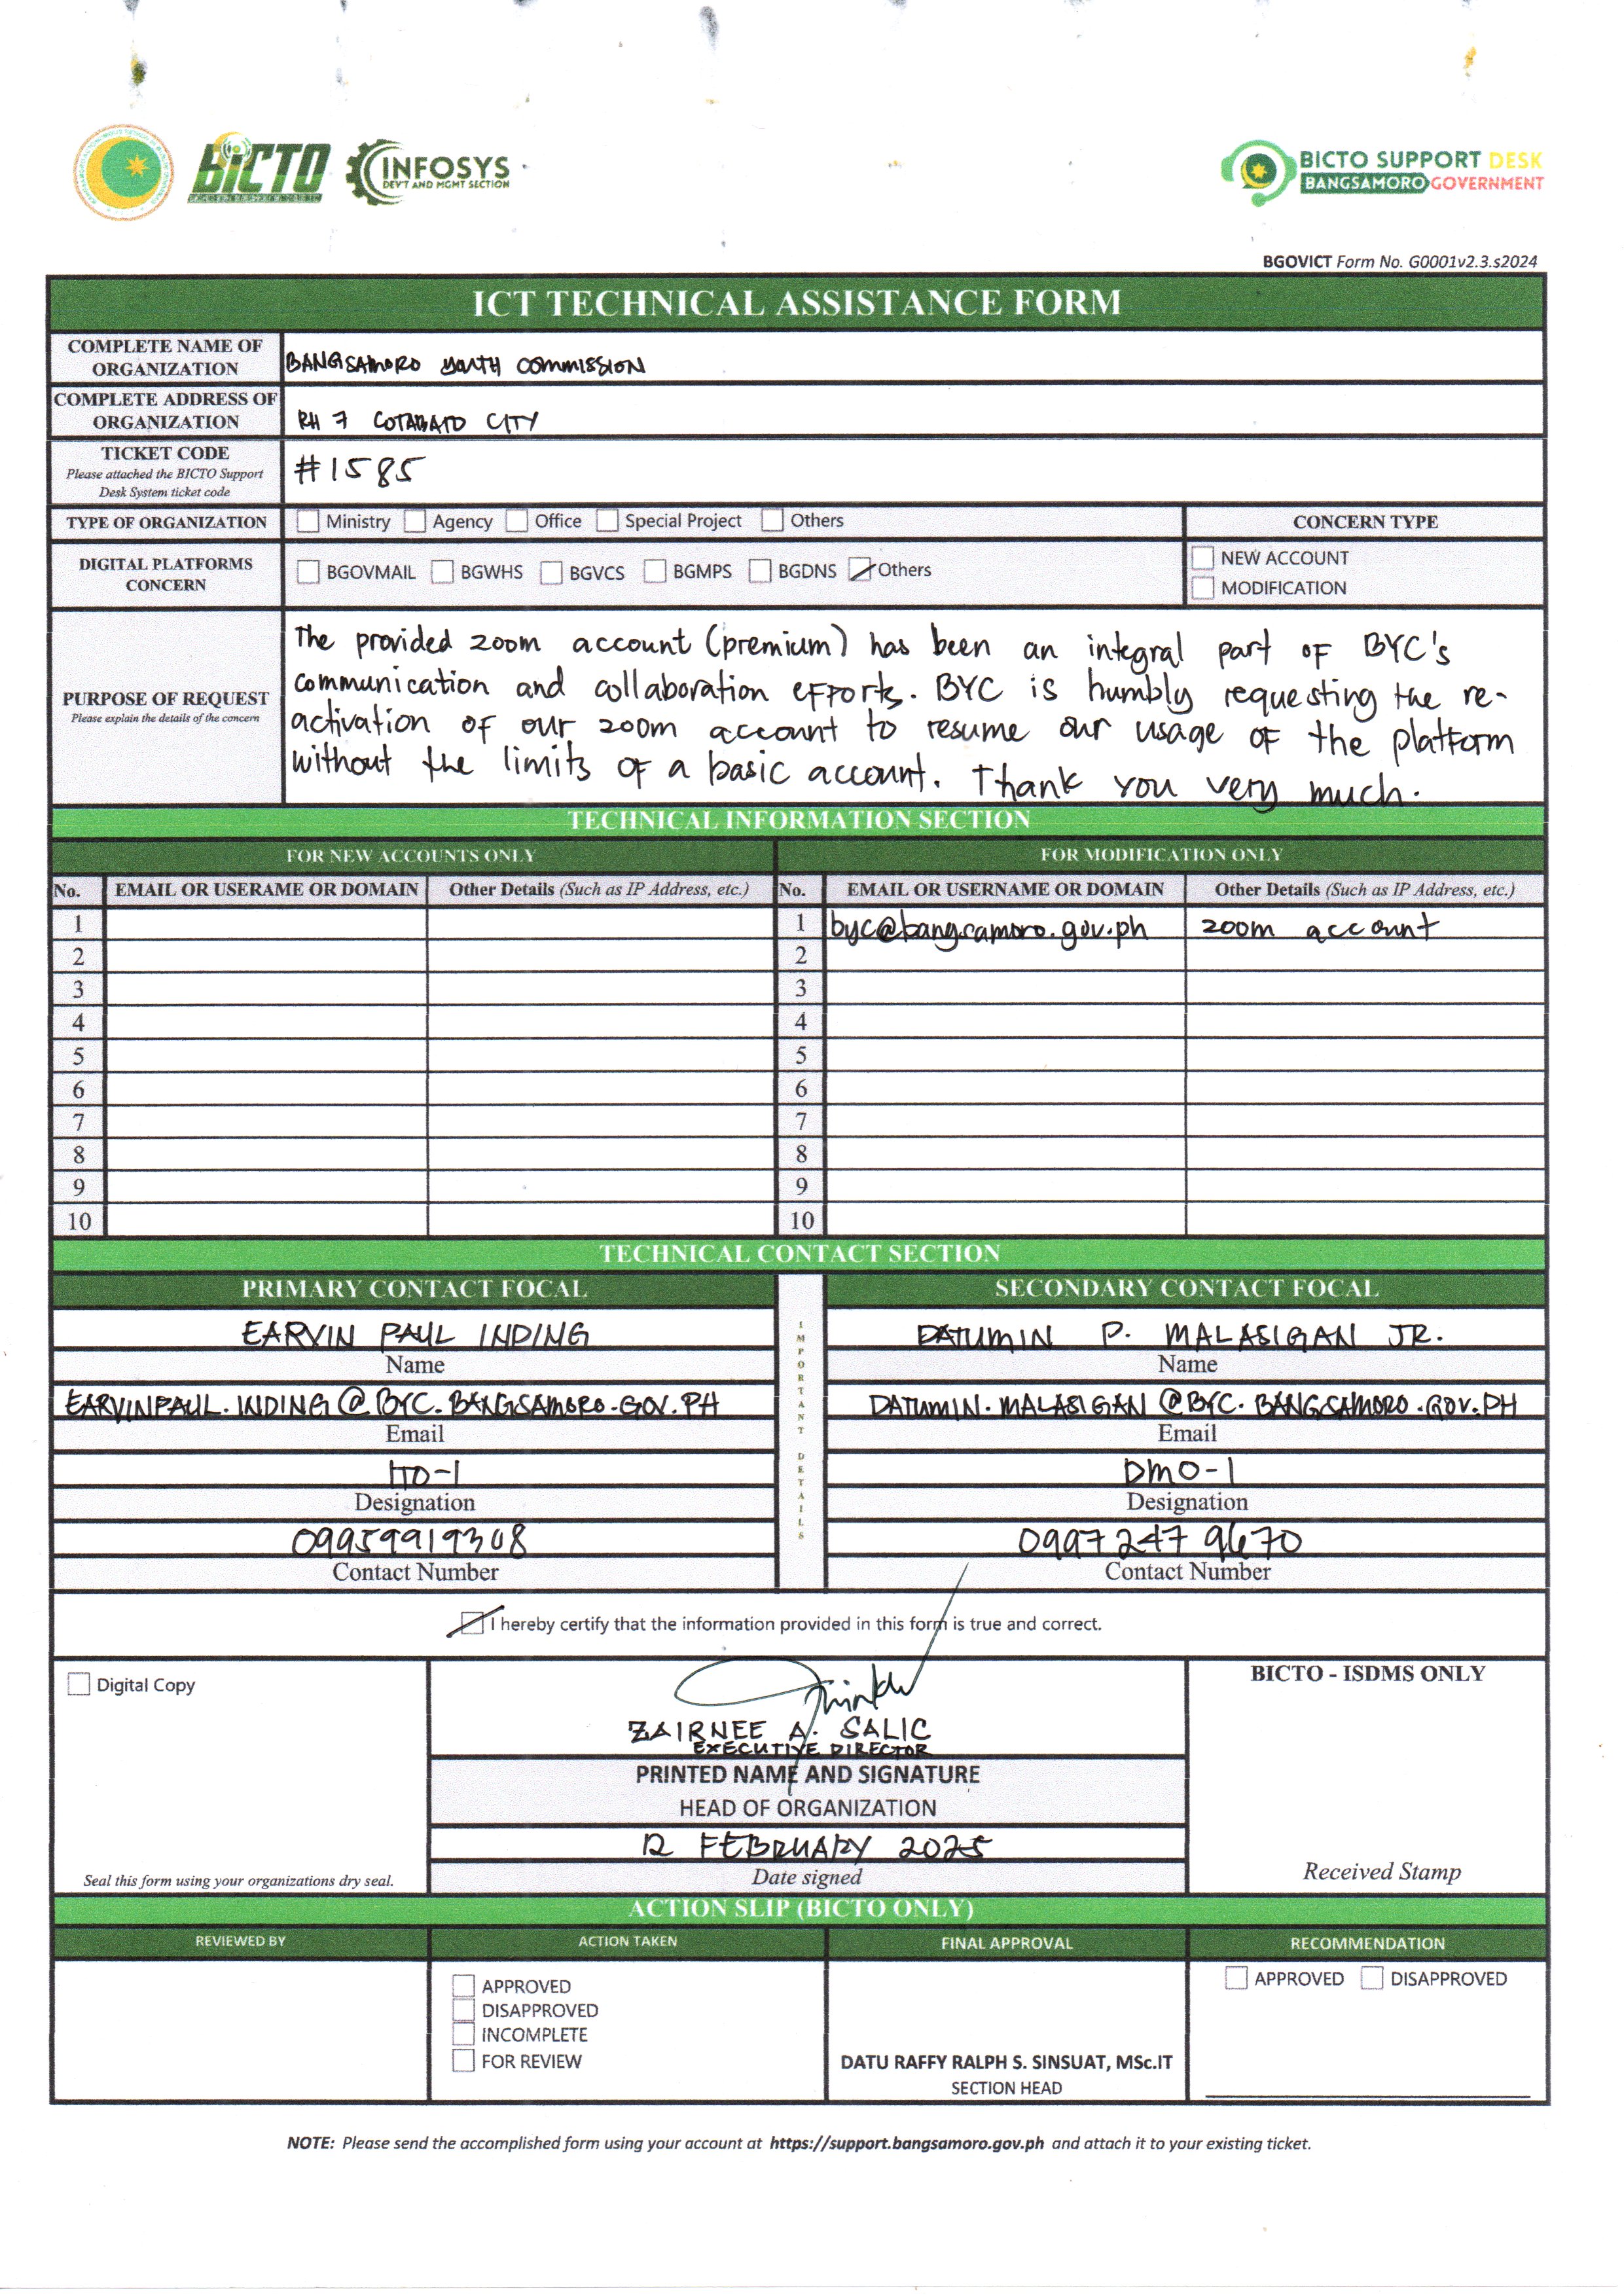 BICTO
INFOSYS
DEV'T AND MGMT SECTION
BICTO SUPPORT DESK
BANGSAMORO GOVERNMENT
BGOVICT Form No. G0001v2.3.s2024
ICT TECHNICAL ASSISTANCE FORM
COMPLETE NAME OF ORGANIZATION
BANGSAMORO YOUTH COMMISSION
COMPLETE ADDRESS OF ORGANIZATION
RH 7 COTABATO CITY
TICKET CODE
Please attached the BICTO Support
Desk System ticket code
#1585
TYPE OF ORGANIZATION Ministry Agency Office Special Project Others CONCERN TYPE
DIGITAL PLATFORMS CONCERN BGOVMAIL BGWHS BGVCS BGMPS BGDNS Others
NEW ACCOUNT
MODIFICATION
PURPOSE OF REQUEST
Please explain the details of the concern
The provided zoom account (premium) has been an integral part of BYC's
communication and collaboration efforts. BYC is humbly requesting the re-
activation of our zoom account to resume our usage of the platform
without the limits of a basic account. Thank you very much.
TECHNICAL INFORMATION SECTION
FOR NEW ACCOUNTS ONLY FOR MODIFICATION ONLY
No. EMAIL OR USERAME OR DOMAIN Other Details (Such as IP Address, etc.) No. EMAIL OR USERNAME OR DOMAIN Other Details (Such as IP Address, etc.)
1 1 byc@bangsamoro.gov.ph zoom account
2 2
3 3
4 4
5 5
6 6
7 7
8 8
9 9
10 10
TECHNICAL CONTACT SECTION
PRIMARY CONTACT FOCAL SECONDARY CONTACT FOCAL
IMPORTANT DETAILS
EARVIN PAUL INDING DATUMIN P. MALASIGAN JR.
Name Name
EARVINPAUL.INDING@BYC.BANGSAMORO.GOV.PH DATUMIN.MALASIGAN@BYC.BANGSAMORO.GOV.PH
Email Email
ITO-1 DMO-1
Designation Designation
09959919308 0997 247 9670
Contact Number Contact Number
I hereby certify that the information provided in this form is true and correct.
Digital Copy
Seal this form using your organizations dry seal.
ZAIRNEE A. SALIC
EXECUTIVE DIRECTOR
PRINTED NAME AND SIGNATURE
HEAD OF ORGANIZATION
12 FEBRUARY 2025
Date signed
BICTO - ISDMS ONLY
Received Stamp
ACTION SLIP (BICTO ONLY)
REVIEWED BY ACTION TAKEN FINAL APPROVAL RECOMMENDATION
APPROVED
DISAPPROVED
INCOMPLETE
FOR REVIEW
DATU RAFFY RALPH S. SINSUAT, MSc.IT
SECTION HEAD
APPROVED DISAPPROVED
NOTE: Please send the accomplished form using your account at https://support.bangsamoro.gov.ph and attach it to your existing ticket.